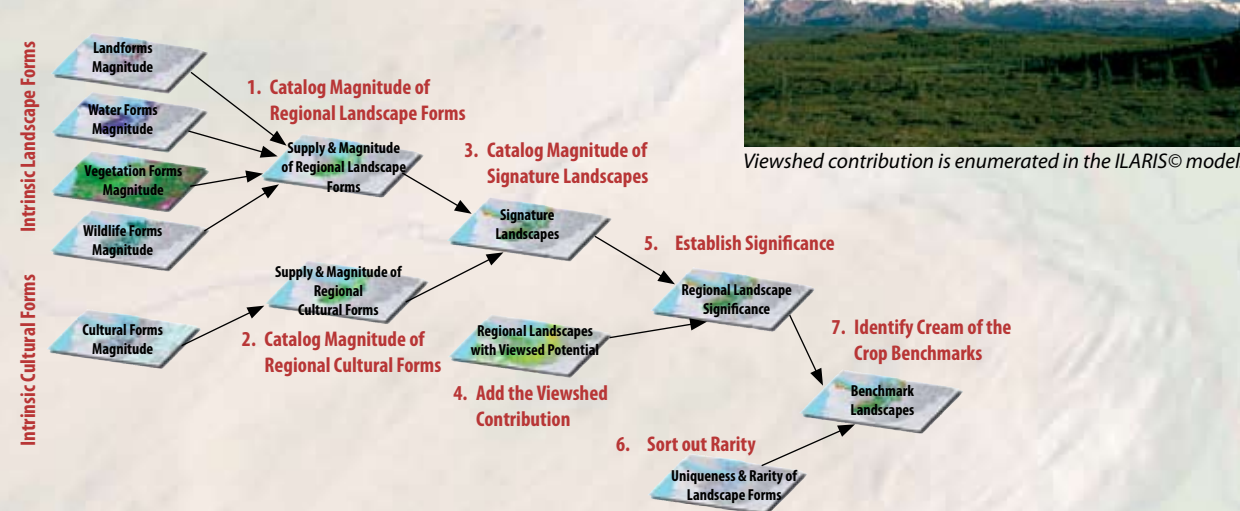 Intrinsic Landscape Forms
Landforms
Magnitude
Water Forms
Magnitude
Vegetation Forms
Magnitude
Wildlife Forms
Magnitude
Intrinsic Cultural Forms
Cultural Forms
Magnitude
1. Catalog Magnitude of
Regional Landscape Forms
Supply & Magnitude
of Regional Landscape
Forms
Supply & Magnitude of
Regional
Cultural Forms
2. Catalog Magnitude of
Regional Cultural Forms
3. Catalog Magnitude of
Signature Landscapes
Signature
Landscapes
Regional Landscapes
with Viewsed Potential
4. Add the Viewshed
Contribution
5. Establish Significance
Regional Landscape
Significance
6. Sort out Rarity
Uniqueness & Rarity of
Landscape Forms
7. Identify Cream of the
Crop Benchmarks
Benchmark
Landscapes
Viewshed contribution is enumerated in the ILARIS© model